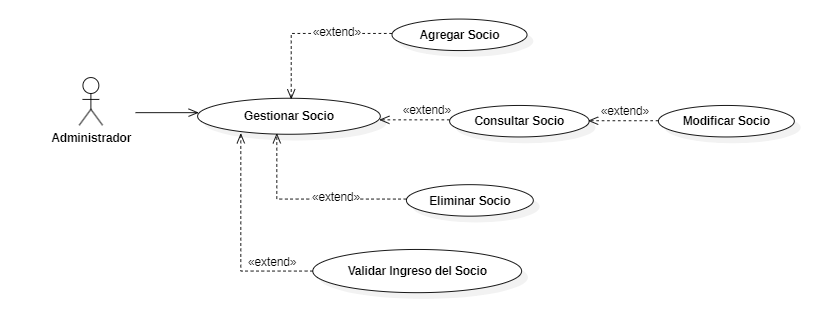 «extend»
Agregar Socio
Administrador
Gestionar Socio
«extend»
Consultar Socio
«extend»
Modificar Socio
«extend»
Eliminar Socio
«extend»
Validar Ingreso del Socio